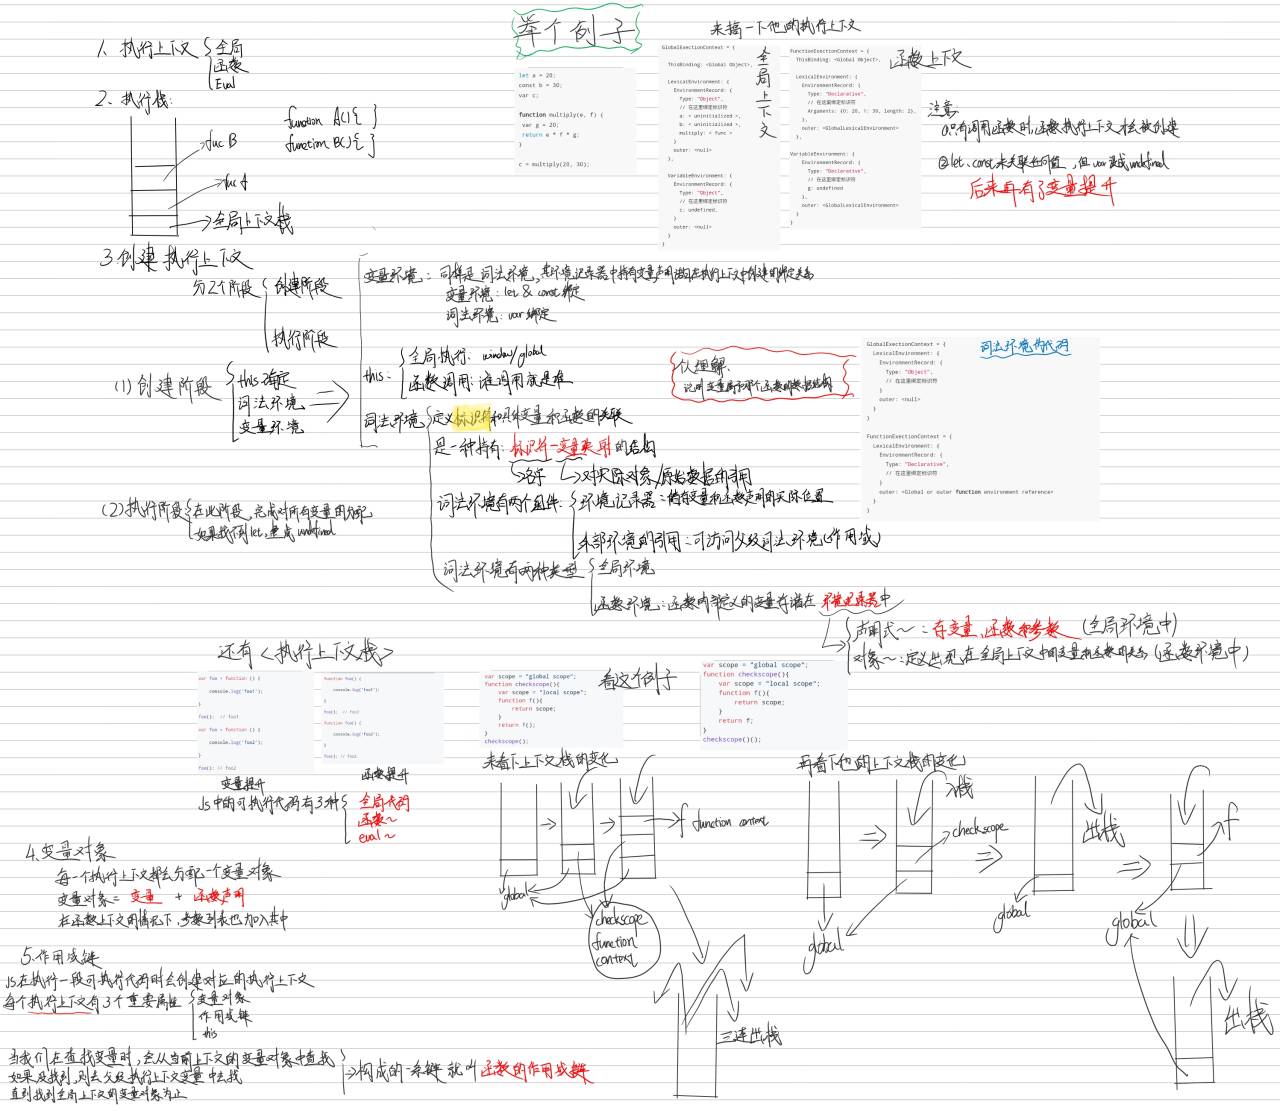 举个例子
来搞一下他的执行上下文
1. 执行上下文
全局
函数
Eval
2. 执行栈:
func B
func A
全局上下文栈
function A() { }
function B() { }
let a = 20;
const b = 30;
var c;
function multiply(e, f) {
var g = 20;
return e * f * g;
}
c = multiply(20, 30);
GlobalExectionContext = {
ThisBinding: <Global Object>,
LexicalEnvironment: {
EnvironmentRecord: {
Type: "Object",
// 在这里绑定标识符
a: < uninitialized >,
b: < uninitialized >,
multiply: < func >
}
outer: <null>
},
VariableEnvironment: {
EnvironmentRecord: {
Type: "Object",
// 在这里绑定标识符
c: undefined,
}
outer: <null>
}
}
全局上下文
FunctionExectionContext = {
ThisBinding: <Global Object>,
LexicalEnvironment: {
EnvironmentRecord: {
Type: "Declarative",
// 在这里绑定标识符
Arguments: {0: 20, 1: 30, length: 2},
},
outer: <GlobalLexicalEnvironment>
},
VariableEnvironment: {
EnvironmentRecord: {
Type: "Declarative",
// 在这里绑定标识符
g: undefined
},
outer: <GlobalLexicalEnvironment>
}
}
函数上下文
注意:
①只有调用函数时,函数执行上下文才会被创建
②let、const未关联任何值,但var设成undefined
后来再有了变量提升
3.创建执行上下文
分2个阶段
创建阶段
执行阶段
(1) 创建阶段
this确定
词法环境
变量环境
变量环境: 同样是词法环境,其环境记录器中持有变量声明语句在执行上下文中创建的绑定关系
变量环境: let & const 绑定
词法环境: var 绑定
this:
全局执行: window/global
函数调用: 谁调用就是谁
词法环境
定义标识符和具体变量和函数的关联
是一种持有: 标识符—变量映射 的结构
名字
对实际对象/原始数据的引用
词法环境有两个组件:
环境记录器: 储存变量和函数声明的实际位置
外部环境的引用: 可访问父级词法环境(作用域)
词法环境有两种类型
全局环境
函数环境: 函数内部定义的变量存储在 环境记录器中
声明式~: 存变量、函数和参数 (全局环境中)
对象~: 定义出现在全局上下文中的变量和函数的关系 (函数环境中)
以理解:
(2) 执行阶段
在此阶段,完成对所有变量的分配
如果找不到let,变成undefined
词法环境伪代码
GlobalExectionContext = {
LexicalEnvironment: {
EnvironmentRecord: {
Type: "Object",
// 在这里绑定标识符
}
outer: <null>
}
}
FunctionExectionContext = {
LexicalEnvironment: {
EnvironmentRecord: {
Type: "Declarative",
// 在这里绑定标识符
}
outer: <Global or outer function environment reference>
}
}
还有<执行上下文栈>
var foo = function () {
console.log('foo1');
}
foo(); // foo1
var foo = function () {
console.log('foo2');
}
foo(); // foo2
变量提升
function foo() {
console.log('foo1');
}
foo(); // foo2
function foo() {
console.log('foo2');
}
foo(); // foo2
函数提升
var scope = "global scope";
function checkscope(){
var scope = "local scope";
function f(){
return scope;
}
return f();
}
checkscope();
看这个例子
var scope = "global scope";
function checkscope(){
var scope = "local scope";
function f(){
return scope;
}
return f;
}
checkscope()();
来看下上下文栈的变化
再看下他的上下文栈的变化
Js中的可执行代码有3种
全局代码
函数~
eval~
f
function context
global
checkscope
function
context
三连出栈
入栈
checkscope
global
出栈
global
f
global
出栈
4.变量对象
每一个执行上下文都会分配一个变量对象
变量对象 = 变量 + 函数声明
在函数上下文的情况下,参数列表也加入其中
5.作用域链
JS在执行一段可执行代码时会创建对应的执行上下文
每个执行上下文有3个重要属性
变量对象
作用域链
this
当我们在查找变量时,会从当前上下文的变量对象中查找
如果没找到,则去父级执行上下文变量中去找
直到找到全局上下文的变量对象为止
构成的一条链就叫 函数的作用域链